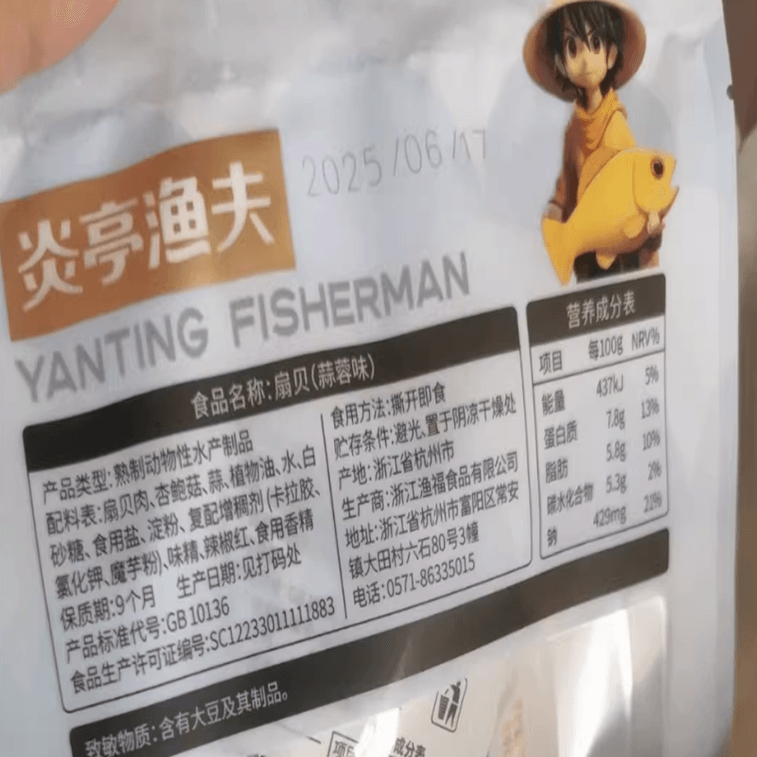 2025/06/17
炎亭渔夫
YANTING FISHERMAN
食品名称:扇贝(蒜蓉味)
产品类型:熟制动物性水产制品
配料表:扇贝肉、杏鲍菇、蒜、植物油、水、白
砂糖、食用盐、淀粉、复配增稠剂(卡拉胶、
氯化钾、魔芋粉)、味精、辣椒红、食用香精
保质期:9个月 生产日期:见打码处
产品标准代号:GB 10136
食品生产许可证编号:SC12233011111883
食用方法:撕开即食
贮存条件:避光、置于阴凉干燥处
产地:浙江省杭州市
生产商:浙江渔福食品有限公司
地址:浙江省杭州市富阳区常安
镇大田村六石80号3幢
电话:0571-86335015
营养成分表
项目 每100g NRV%
能量 437kJ 5%
蛋白质 7.8g 13%
脂肪 5.8g 10%
碳水化合物 5.3g 2%
钠 429mg 21%
致敏物质:含有大豆及其制品。
成分表